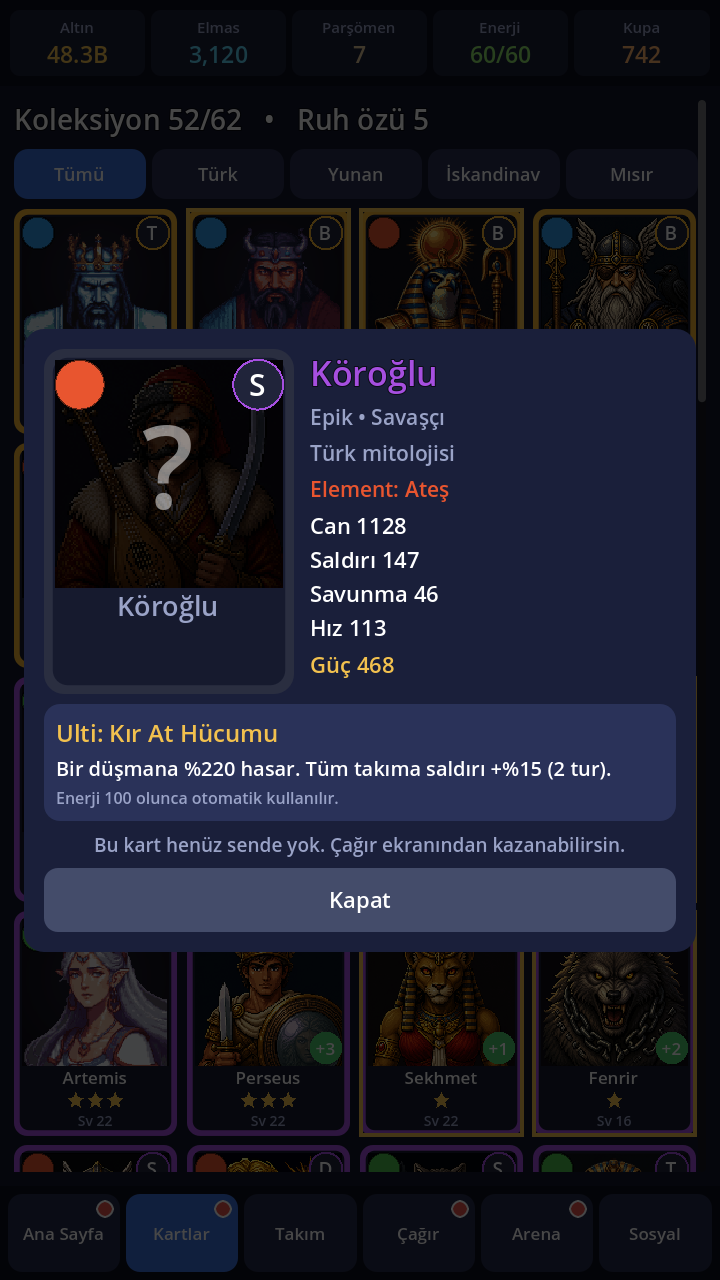 Altın
48.3B
Elmas
3,120
Parşömen
7
Enerji
60/60
Kupa
742
Koleksiyon 52/62 • Ruh özü 5
Tümü
Türk
Yunan
İskandinav
Mısır
T
B
B
B
?
S
Köroğlu
Köroğlu
Epik • Savaşçı
Türk mitolojisi
Element: Ateş
Can 1128
Saldırı 147
Savunma 46
Hız 113
Güç 468
Ulti: Kır At Hücumu
Bir düşmana %220 hasar. Tüm takıma saldırı +%15 (2 tur).
Enerji 100 olunca otomatik kullanılır.
Bu kart henüz sende yok. Çağır ekranından kazanabilirsin.
Kapat
Artemis
Sv 22
+3
Perseus
Sv 22
+1
Sekhmet
Sv 22
+2
Fenrir
Sv 16
S
D
S
T
Ana Sayfa
Kartlar
Takım
Çağır
Arena
Sosyal